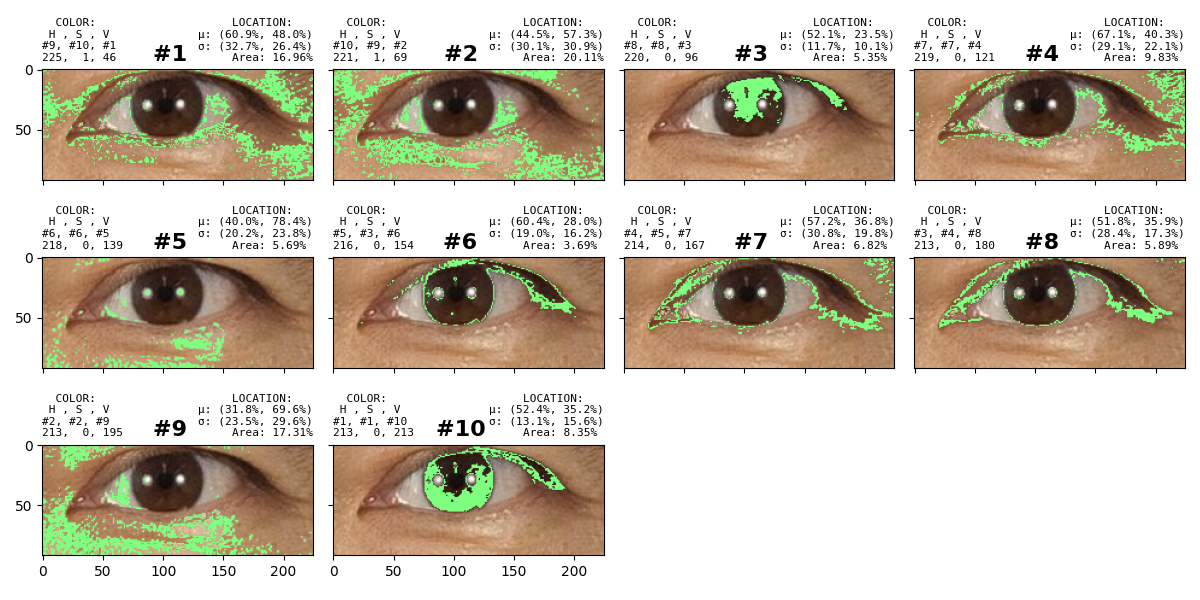 COLOR: LOCATION:
H , S , V μ: (60.9%, 48.0%)
#9, #10, #1 #1 σ: (32.7%, 26.4%)
225, 1, 46 Area: 16.96%
COLOR: LOCATION:
H , S , V μ: (44.5%, 57.3%)
#10, #9, #2 #2 σ: (30.1%, 30.9%)
221, 1, 69 Area: 20.11%
COLOR: LOCATION:
H , S , V μ: (52.1%, 23.5%)
#8, #8, #3 #3 σ: (11.7%, 10.1%)
220, 0, 96 Area: 5.35%
COLOR: LOCATION:
H , S , V μ: (67.1%, 40.3%)
#7, #7, #4 #4 σ: (29.1%, 22.1%)
219, 0, 121 Area: 9.83%
0
50
COLOR: LOCATION:
H , S , V μ: (40.0%, 78.4%)
#6, #6, #5 #5 σ: (20.2%, 23.8%)
218, 0, 139 Area: 5.69%
COLOR: LOCATION:
H , S , V μ: (60.4%, 28.0%)
#5, #3, #6 #6 σ: (19.0%, 16.2%)
216, 0, 154 Area: 3.69%
COLOR: LOCATION:
H , S , V μ: (57.2%, 36.8%)
#4, #5, #7 #7 σ: (30.8%, 19.8%)
214, 0, 167 Area: 6.82%
COLOR: LOCATION:
H , S , V μ: (51.8%, 35.9%)
#3, #4, #8 #8 σ: (28.4%, 17.3%)
213, 0, 180 Area: 5.89%
0
50
COLOR: LOCATION:
H , S , V μ: (31.8%, 69.6%)
#2, #2, #9 #9 σ: (23.5%, 29.6%)
213, 0, 195 Area: 17.31%
COLOR: LOCATION:
H , S , V μ: (52.4%, 35.2%)
#1, #1, #10 #10 σ: (13.1%, 15.6%)
213, 0, 213 Area: 8.35%
0
50
0 50 100 150 200
0 50 100 150 200